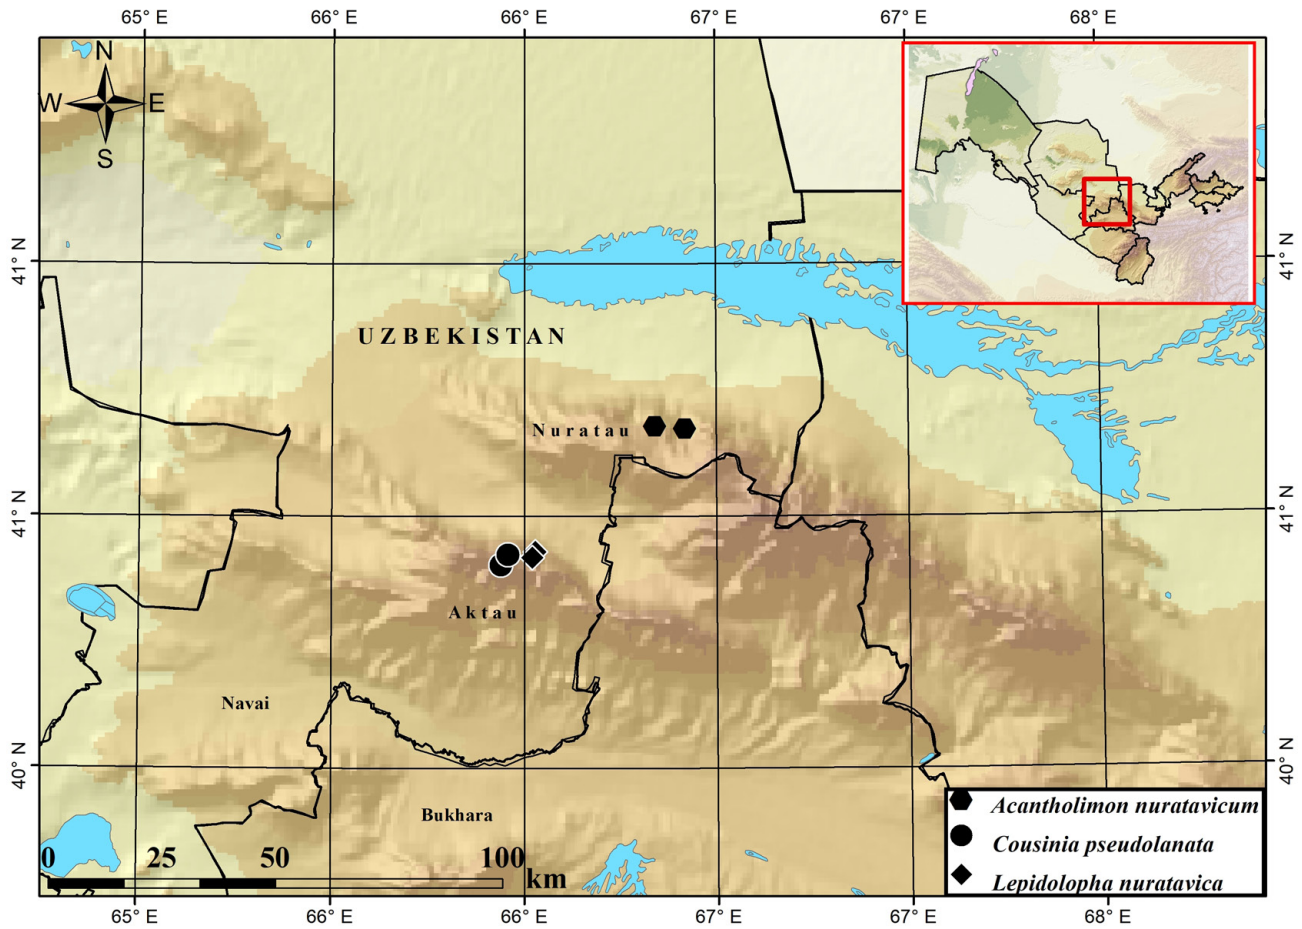 65° E 66° E 66° E 67° E 67° E 68° E
N
W E
S
41° N 41° N
UZBEKISTAN
Nuratau
41° N 41° N
Aktau
Navai
40° N 40° N
Bukhara
Acantholimon nuratavicum
Cousinia pseudolanata
Lepidolopha nuratavica
0 25 50 100
km
65° E 66° E 66° E 67° E 67° E 68° E